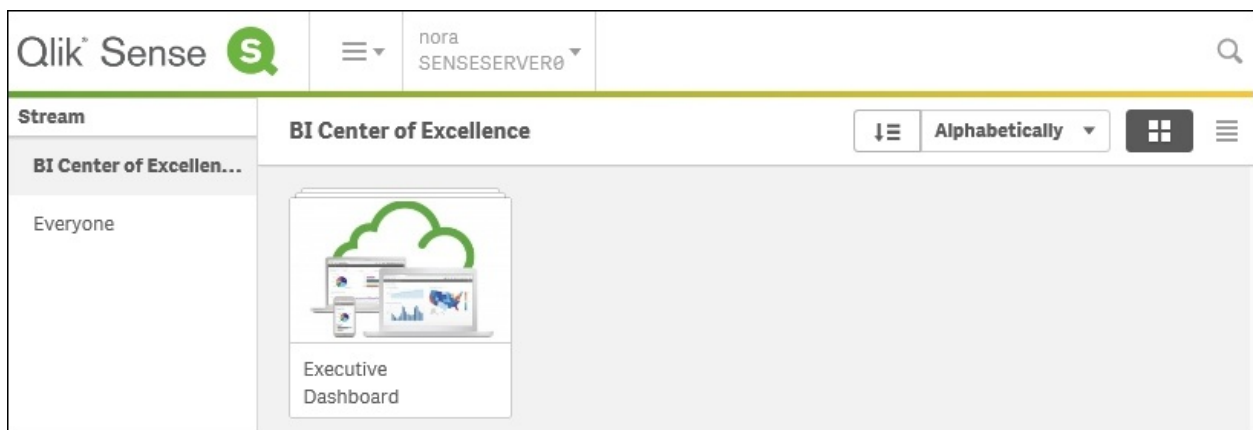 Qlik Sense S
nora
SENSESERVER0
Stream
BI Center of Excellence
Alphabetically
BI Center of Excellen...
Everyone
Executive
Dashboard